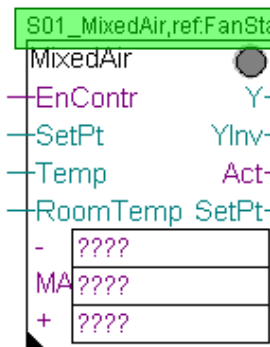 S01_MixedAir,ref:FanSta
MixedAir
EnContr Y
SetPt YInv
Temp Act
RoomTemp SetPt
- ????
MA ????
+ ????